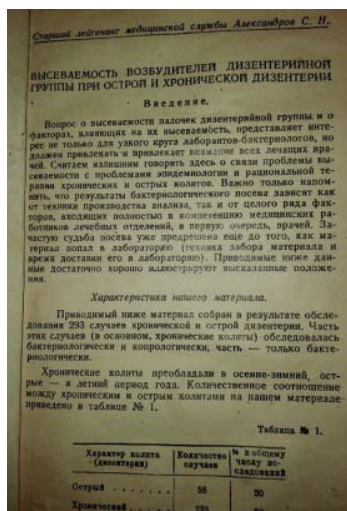 Старший лейтенант медицинской службы Александров С. Н.
ВЫСЕВАЕМОСТЬ ВОЗБУДИТЕЛЕЙ ДИЗЕНТЕРИЙНОЙ
ГРУППЫ ПРИ ОСТРОЙ И ХРОНИЧЕСКОЙ ДИЗЕНТЕРИИ
Введение.
Вопрос о высеваемости палочек дизентерийной группы и о
факторах, влияющих на их высеваемость, представляет инте-
рес не только для узкого круга лаборантов-бактериологов, но
должен привлекать и привлекает внимание всех лечащих вра-
чей. Считаем излишним говорить здесь о связи проблемы вы-
севаемости с проблемами эпидемиологии и рациональной те-
рапии хронических и острых колитов. Важно только напом-
нить, что результаты бактериологического посева зависят как
от техники производства анализа, так и от целого ряда фак-
торов, входящих полностью в компетенцию медицинских ра-
ботников лечебных отделений, в первую очередь, врачей. За-
частую судьба посева уже предрешена еще до того, как ма-
териал попал в лабораторию (техника забора материала и
время доставки его в лабораторию). Приводимые ниже дан-
ные достаточно хорошо иллюстрируют высказанные положе-
ния.
Характеристика нашего материала.
Приводимый ниже материал собран в результате обсле-
дования 293 случаев хронической и острой дизентерии. Часть
этих случаев (в основном, хронические колиты) обследовалась
бактериологически и копрологически, часть — только бакте-
риологически.
Хронические колиты преобладали в осенне-зимний, ост-
рые — в летний период года. Количественное соотношение
между хроническим и острым колитами на нашем материале
приведено в таблице № 1.
Таблица № 1.
Характер колита (дизентерии) Количество случаев % к общему числу ис-следований
Острый . . . . . . . 58 20
Хронический